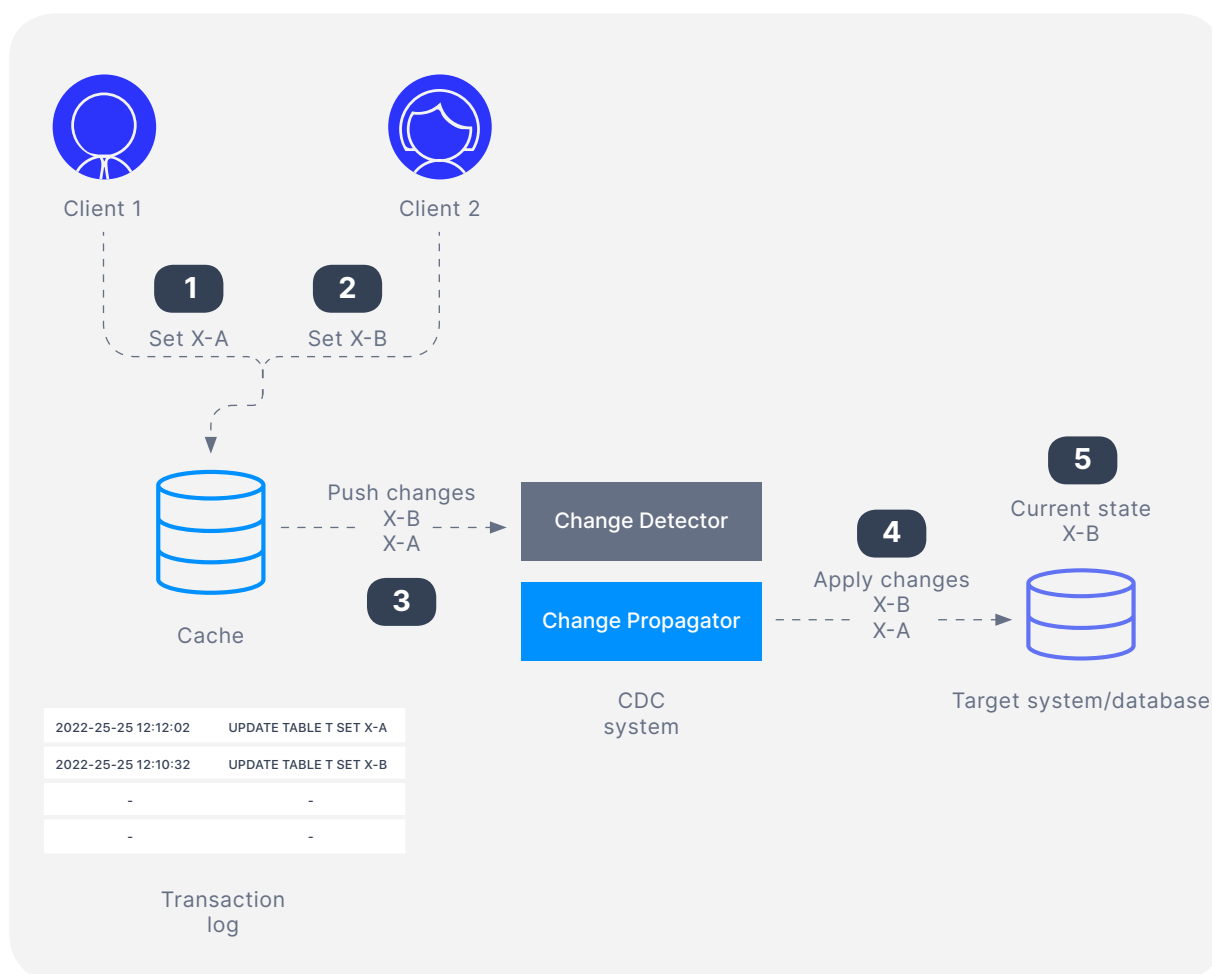 Client 1
Client 2
1
2
Set X-A
Set X-B
5
Current state
X-B
Push changes
X-B
X-A
3
Change Detector
4
Apply changes
X-B
X-A
Change Propagator
Cache
CDC
system
Target system/database
2022-25-25 12:12:02 UPDATE TABLE T SET X-A
2022-25-25 12:10:32 UPDATE TABLE T SET X-B
- -
- -
Transaction
log